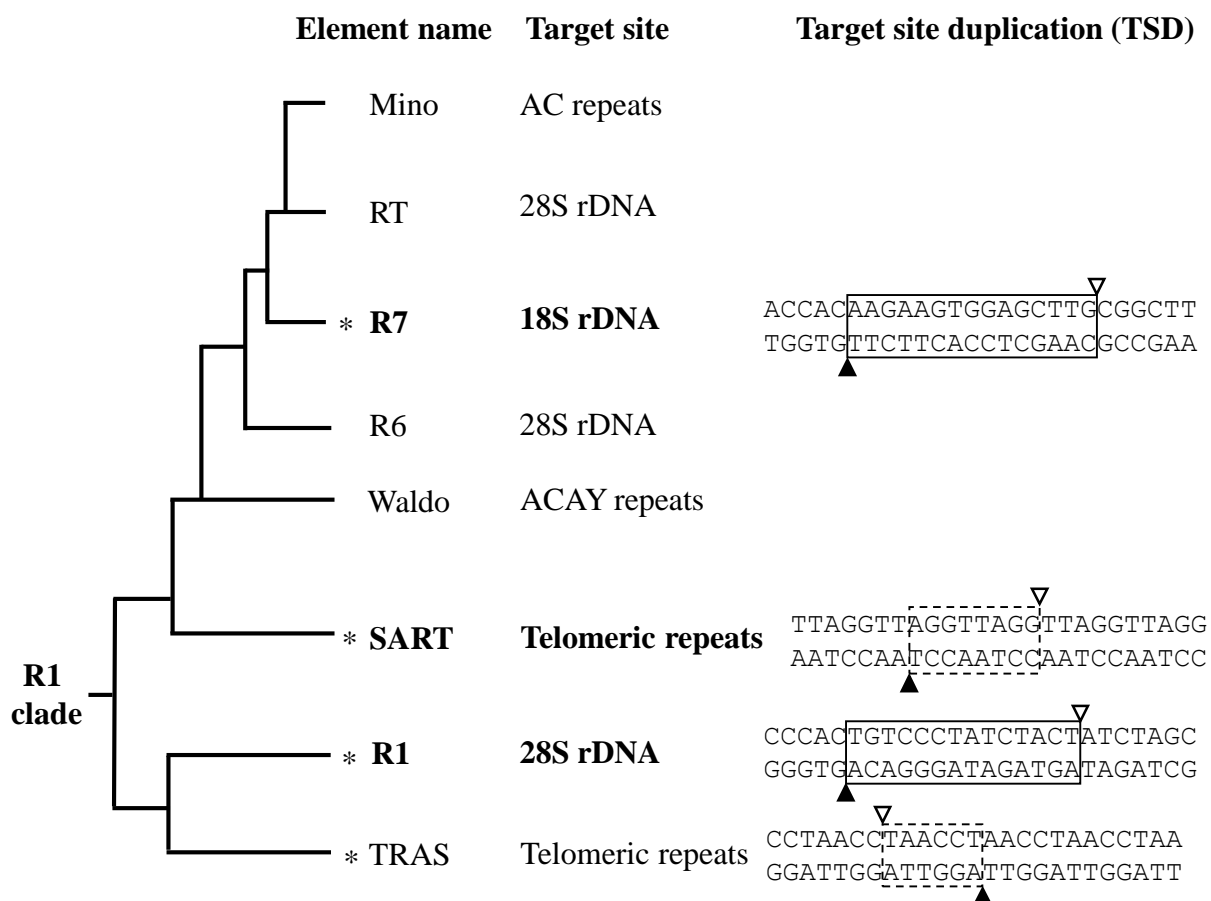 Element name Target site Target site duplication (TSD)
Mino AC repeats
RT 28S rDNA
* R7 18S rDNA
ACCACAAGAAGTGGAGCTTGCGGCTT
TGGTGTTCTTCACCTCGAACGCCGAA
R6 28S rDNA
Waldo ACAY repeats
* SART Telomeric repeats
TTAGGTTAGGTTAGGTTAGGTTAGG
AATCCAATCCAATCCAATCCAATCC
R1
clade
* R1 28S rDNA
CCCACTGTCCCTATCTACTATCTAGC
GGGTGACAGGGATAGATGATAGATCG
* TRAS Telomeric repeats
CCTAACCTAACCTAACCTAACCTAA
GGATTGGATTGGATTGGATTGGATT